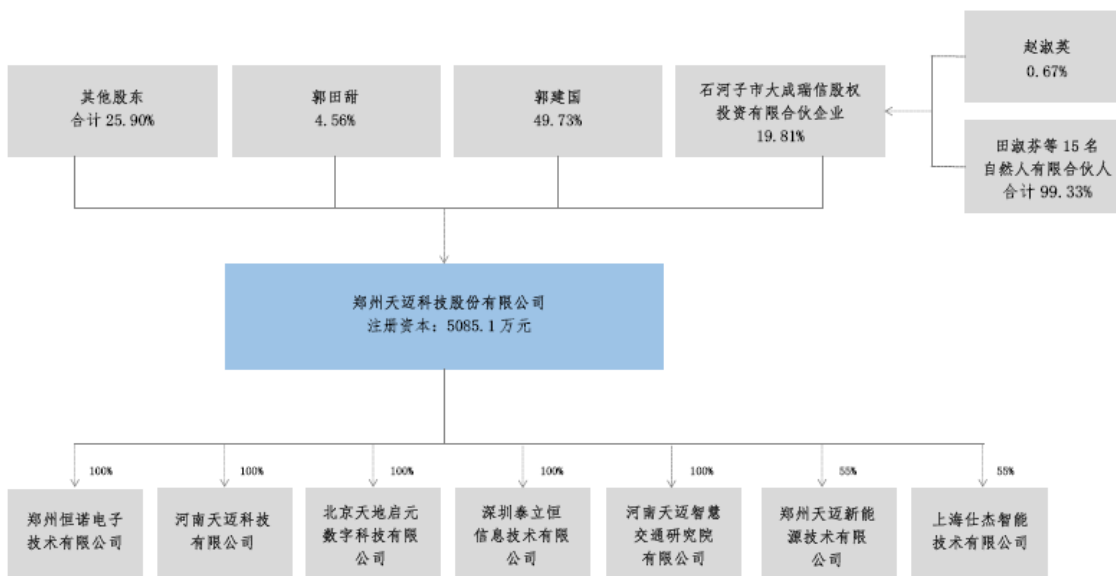 赵淑英
0.67%
其他股东
合计 25.90%
郭田甜
4.56%
郭建国
49.73%
石河子市大成瑞信股权
投资有限合伙企业
19.81%
田淑芬等 15 名
自然人有限合伙人
合计 99.33%
郑州天迈科技股份有限公司
注册资本：5085.1 万元
100%
100%
100%
100%
100%
55%
55%
郑州恒诺电子
技术有限公司
河南天迈科技
有限公司
北京天地启元
数字科技有限
公司
深圳泰立恒
信息技术有
限公司
河南天迈智慧
交通研究院
有限公司
郑州天迈新能
源技术有限公
司
上海仕杰智能
技术有限公司